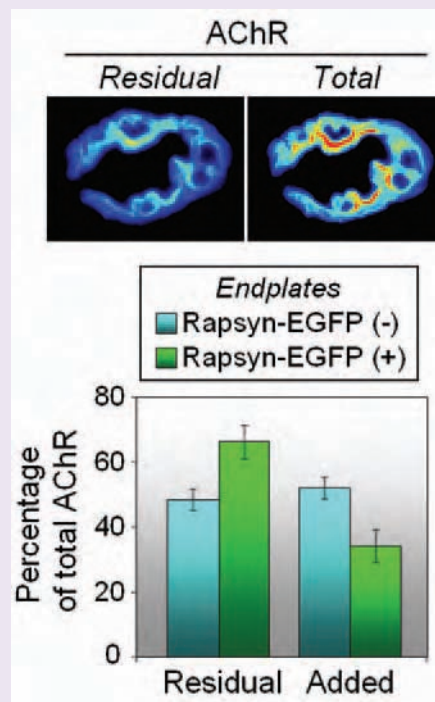 AChR
Residual Total
Endplates
Rapsyn-EGFP (-)
Rapsyn-EGFP (+)
80
60
40
20
0
Percentage
of total AChR
Residual Added